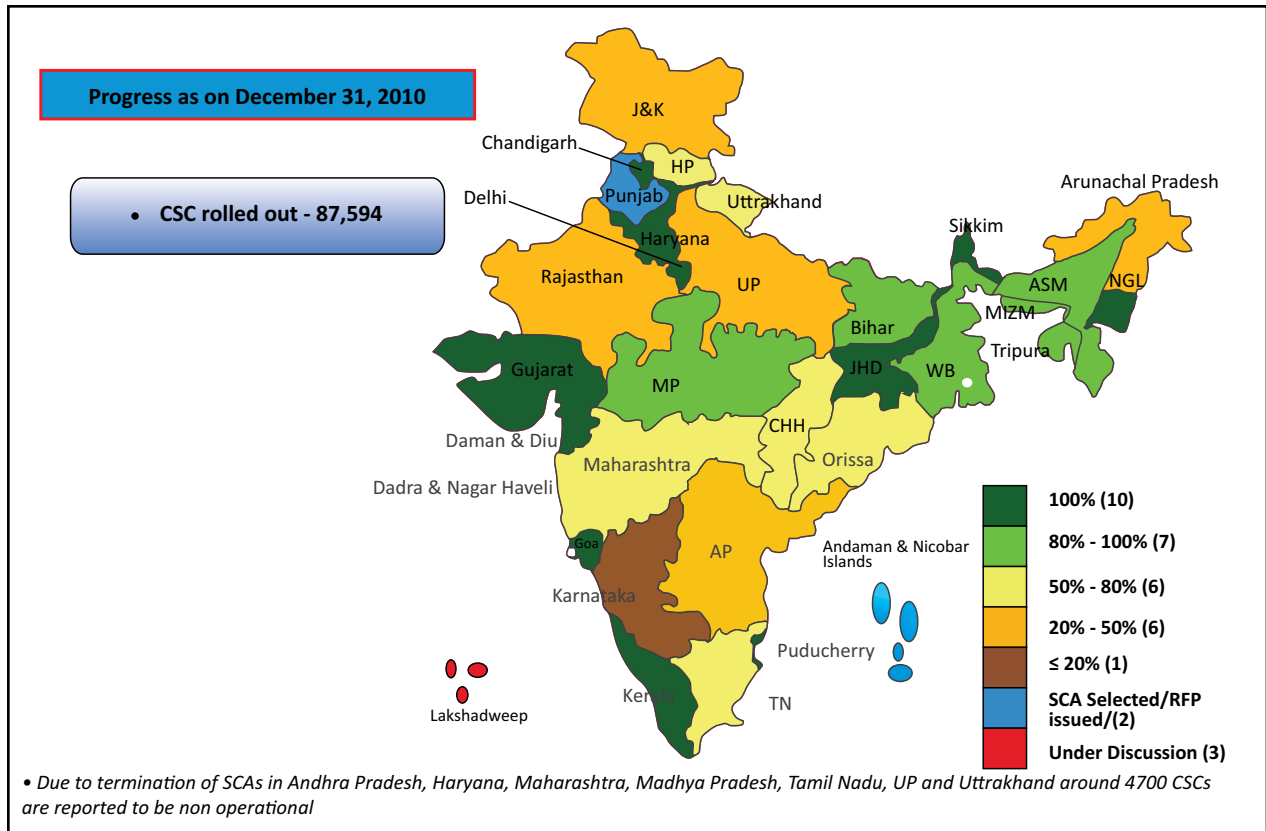 Progress as on December 31, 2010
• CSC rolled out - 87,594
J&K
Chandigarh
HP
Punjab
Delhi
Uttrakhand
Arunachal Pradesh
Haryana
Sikkim
Rajasthan
UP
ASM
NGL
MIZM
Bihar
Tripura
Gujarat
MP
JHD
WB
CHH
Daman & Diu
Maharashtra
Orissa
Dadra & Nagar Haveli
Goa
AP
Andaman & Nicobar
Islands
Karnataka
Puducherry
Kerala
TN
Lakshadweep
100% (10)
80% - 100% (7)
50% - 80% (6)
20% - 50% (6)
≤ 20% (1)
SCA Selected/RFP
issued/(2)
Under Discussion (3)
• Due to termination of SCAs in Andhra Pradesh, Haryana, Maharashtra, Madhya Pradesh, Tamil Nadu, UP and Uttrakhand around 4700 CSCs
are reported to be non operational